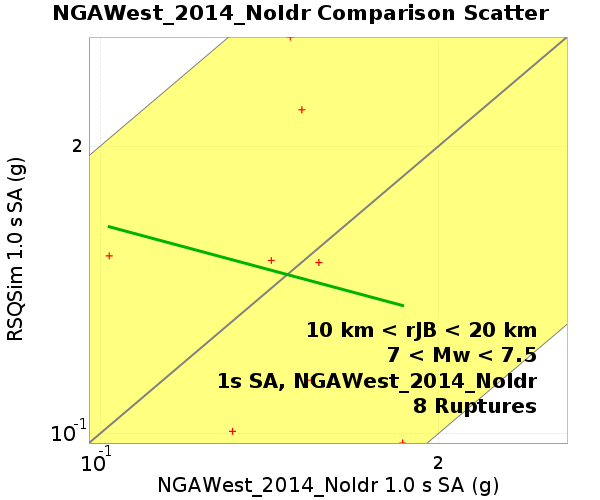 NGAWest_2014_NoIdr Comparison Scatter
RSQSim 1.0 s SA (g)
2
10-1
10 km < rJB < 20 km
7 < Mw < 7.5
1s SA, NGAWest_2014_NoIdr
8 Ruptures
10-1
2
NGAWest_2014_NoIdr 1.0 s SA (g)